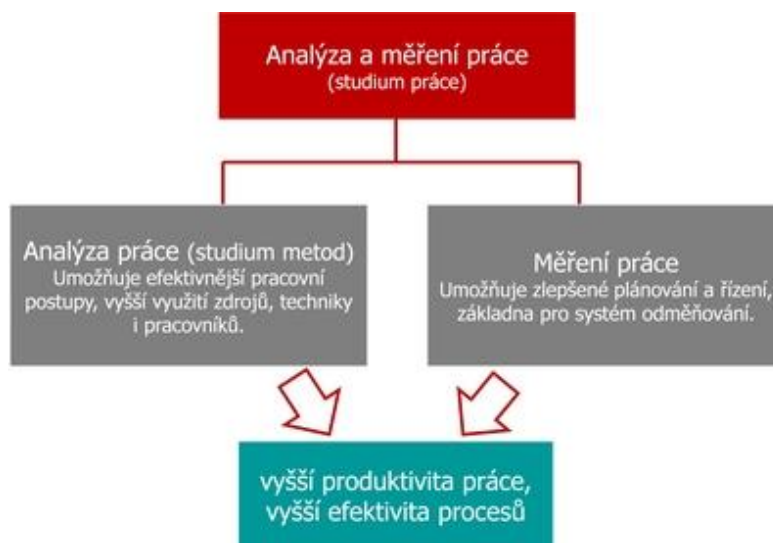 Analýza a měření práce
(studium práce)
Analýza práce (studium metod)
Umožňuje efektivnější pracovní
postupy, vyšší využití zdrojů, techniky
i pracovníků.
Měření práce
Umožňuje zlepšené plánování a řízení,
základna pro systém odměňování.
vyšší produktivita práce,
vyšší efektivita procesů